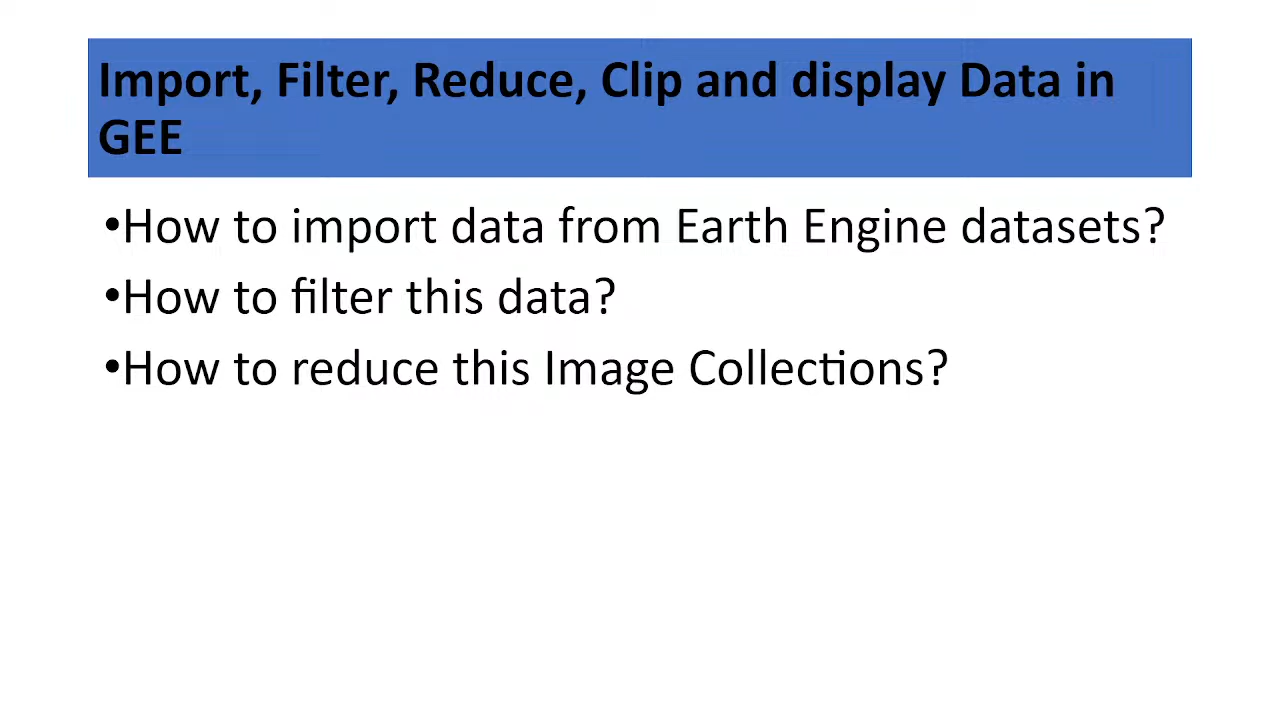 Import, Filter, Reduce, Clip and display Data in
GEE
•How to import data from Earth Engine datasets?
•How to filter this data?
•How to reduce this Image Collections?